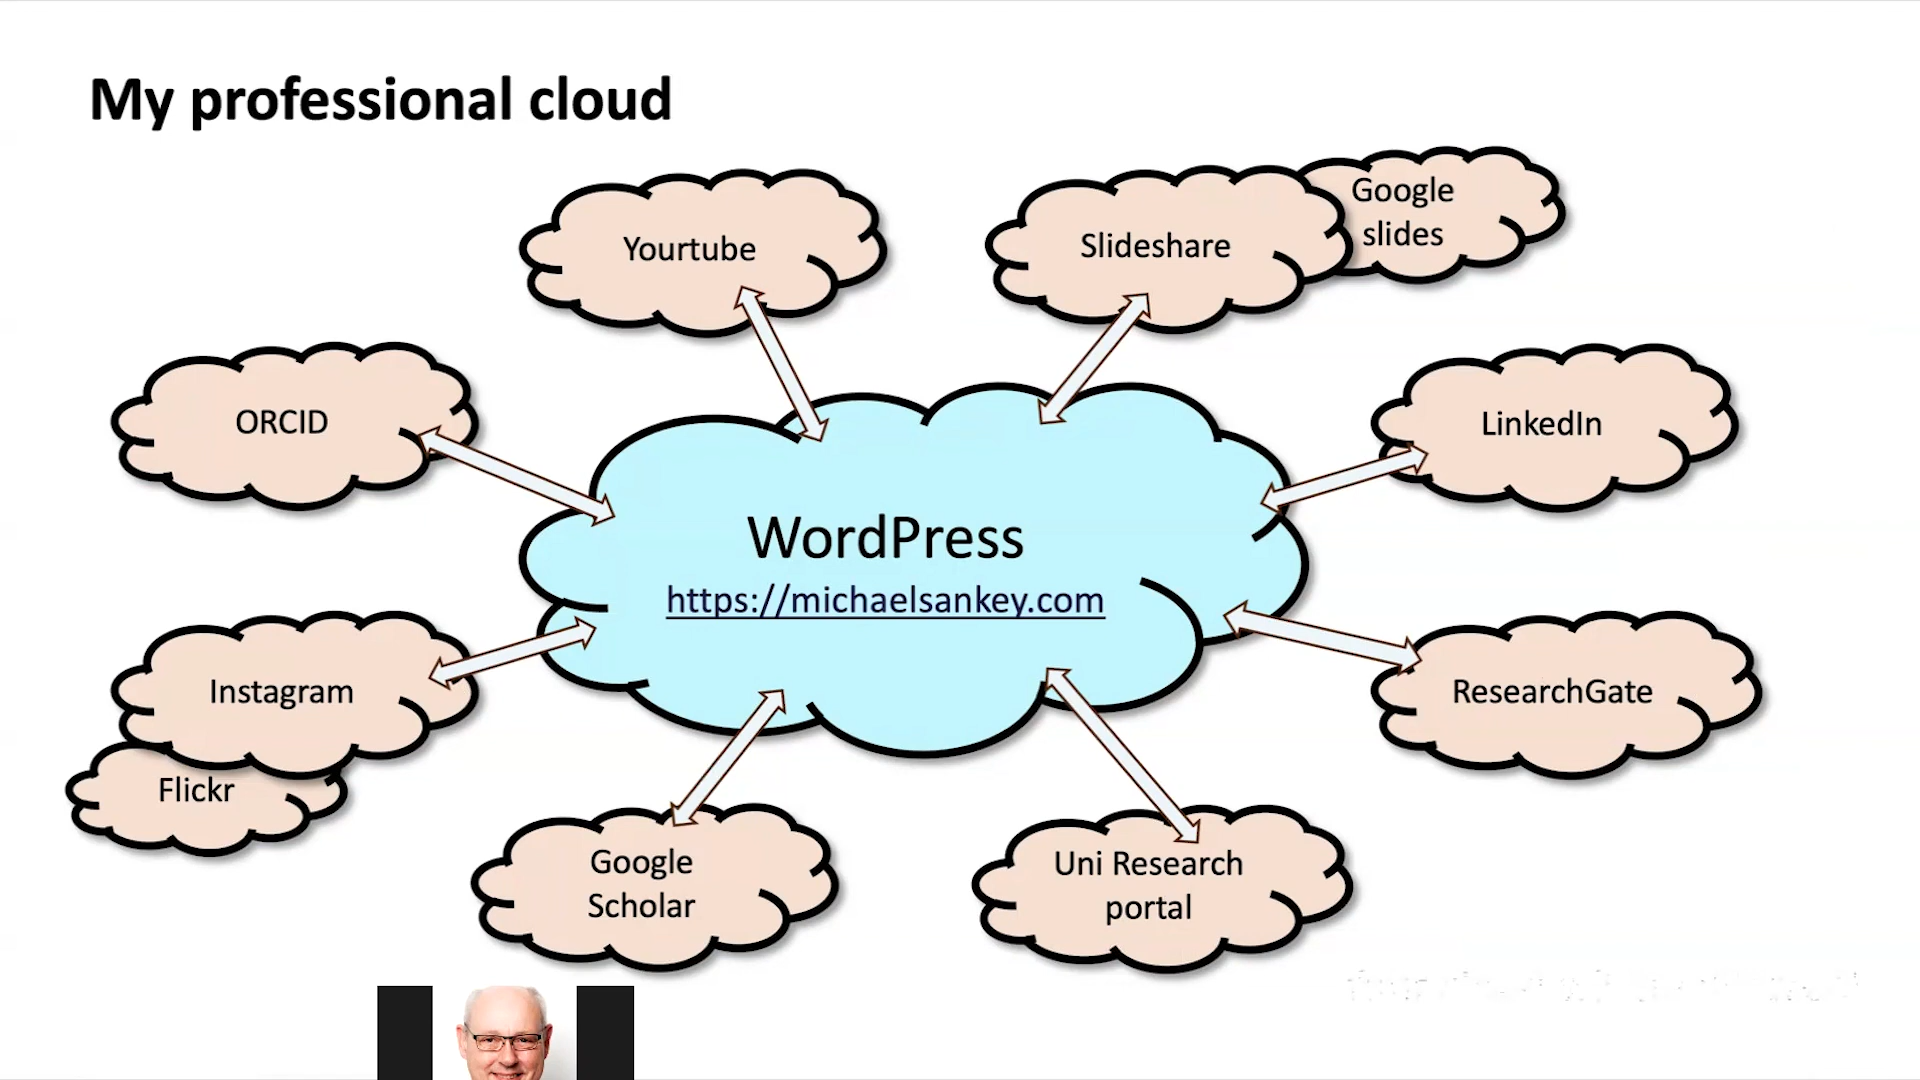 My professional cloud
Yourtube
Slideshare
Google
slides
ORCID
LinkedIn
WordPress
https://michaelsankey.com
Instagram
ResearchGate
Flickr
Google
Scholar
Uni Research
portal